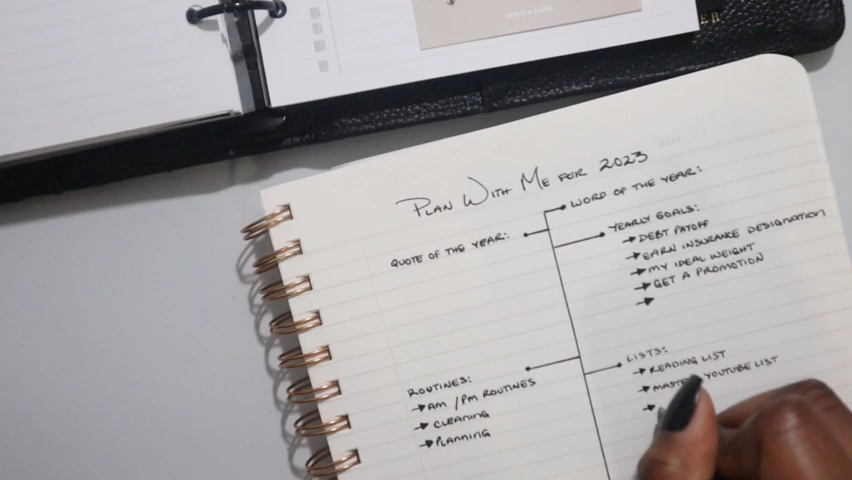 PLAN WITH ME FOR 2023
WORD OF THE YEAR:
QUOTE OF THE YEAR:
YEARLY GOALS:
→DEBT PAYOFF
→EARN INSURANCE DESIGNATION
→MY IDEAL WEIGHT
→GET A PROMOTION
→
LISTS:
→READING LIST
→MASTER YOUTUBE LIST
→
ROUTINES:
→AM / PM ROUTINES
→CLEANING
→PLANNING